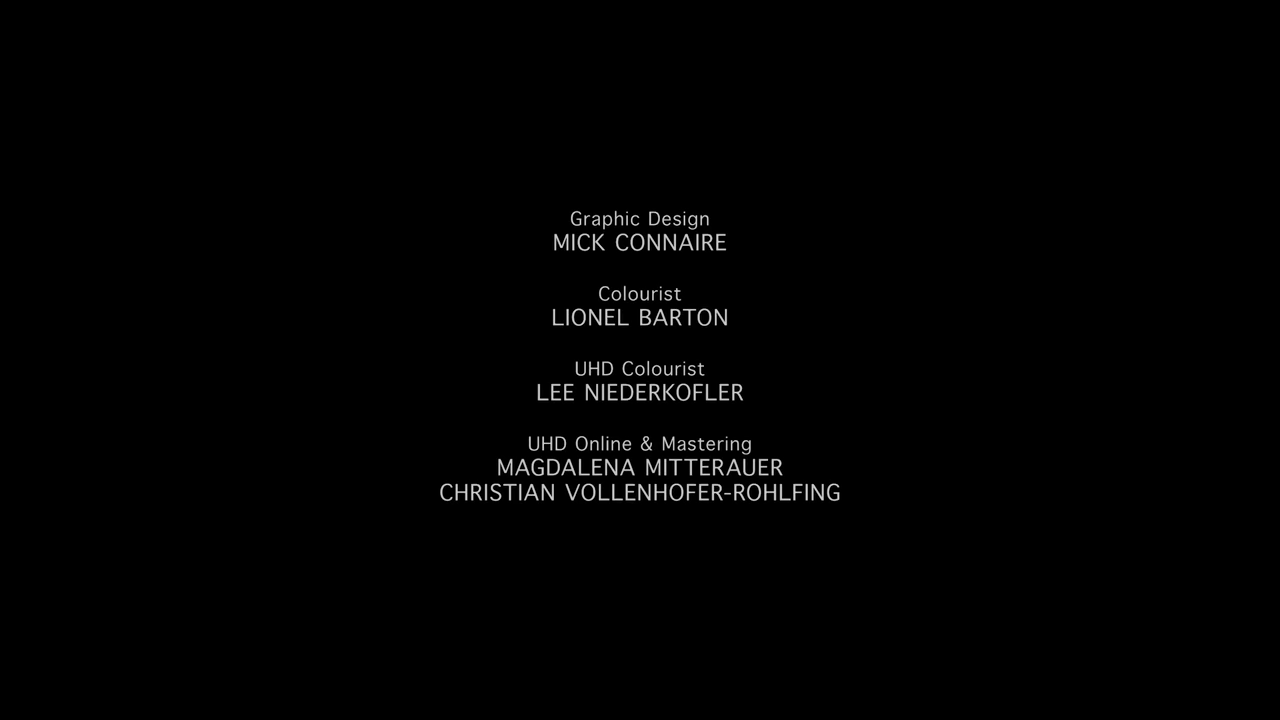 Graphic Design
MICK CONNAIRE
Colourist
LIONEL BARTON
UHD Colourist
LEE NIEDERKOFLER
UHD Online & Mastering
MAGDALENA MITTERAUER
CHRISTIAN VOLLENHOFER-ROHLFING